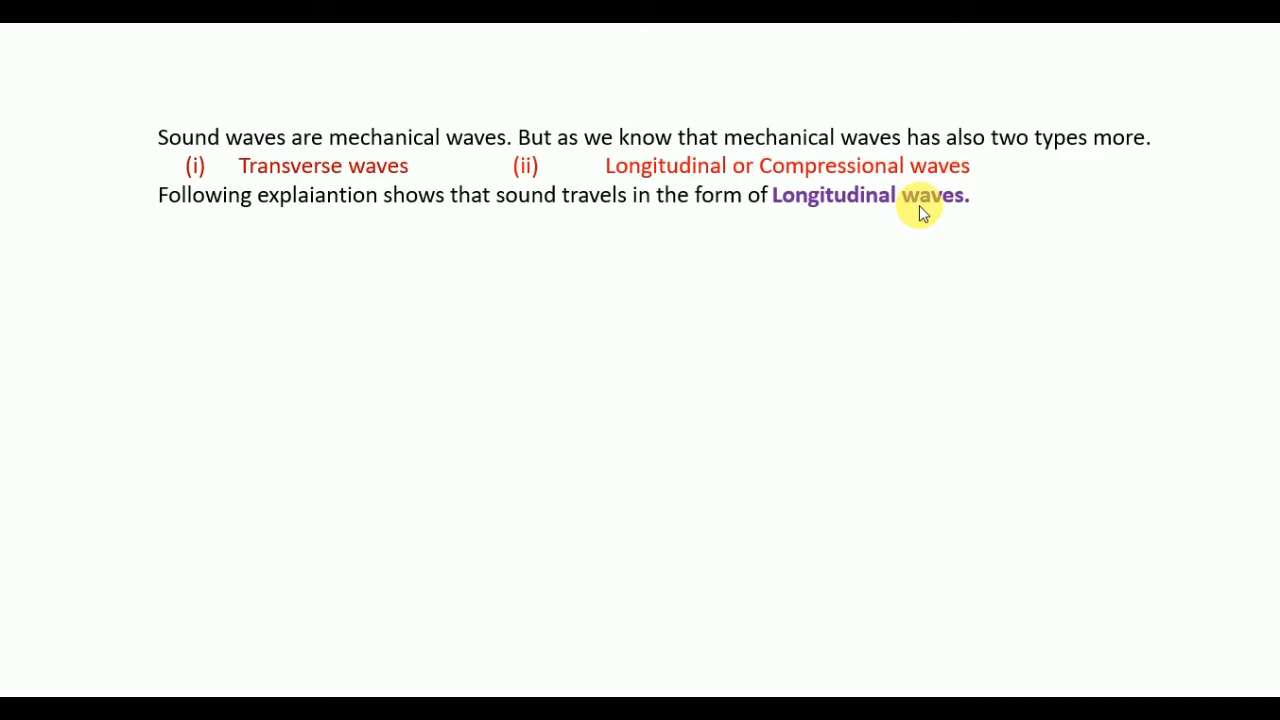 Sound waves are mechanical waves. But as we know that mechanical waves has also two types more.
(i) Transverse waves (ii) Longitudinal or Compressional waves
Following explaiantion shows that sound travels in the form of Longitudinal waves.